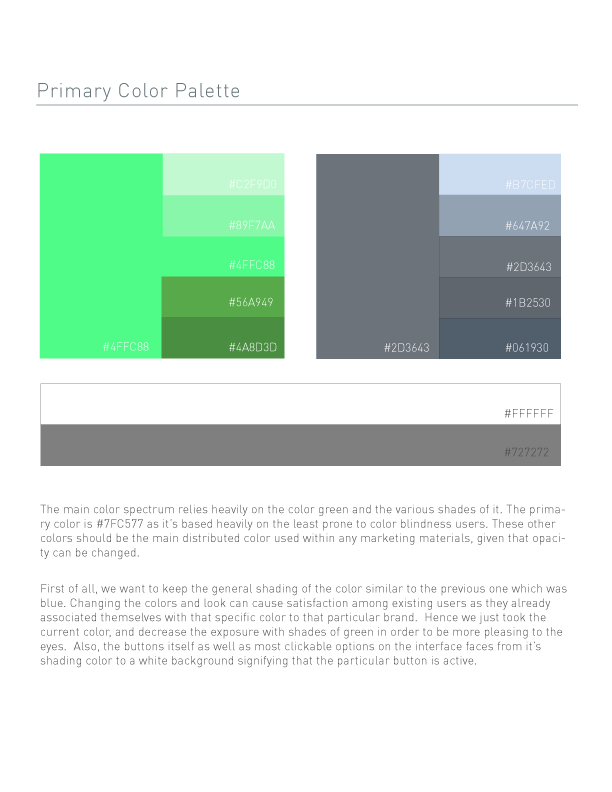 Primary Color Palette
#C2F9D0
#89F7AA
#4FFC88
#56A949
#4FFC88
#4A8D3D
#B7CFED
#647A92
#2D3643
#1B2530
#2D3643
#061930
#FFFFFF
#727272
The main color spectrum relies heavily on the color green and the various shades of it. The prima-
ry color is #7FC577 as it's based heavily on the least prone to color blindness users. These other
colors should be the main distributed color used within any marketing materials, given that opaci-
ty can be changed.
First of all, we want to keep the general shading of the color similar to the previous one which was
blue. Changing the colors and look can cause satisfaction among existing users as they already
associated themselves with that specific color to that particular brand.  Hence we just took the
current color, and decrease the exposure with shades of green in order to be more pleasing to the
eyes.  Also, the buttons itself as well as most clickable options on the interface faces from it's
shading color to a white background signifying that the particular button is active.